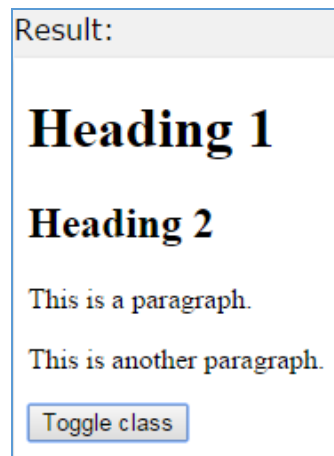 Result:
Heading 1
Heading 2
This is a paragraph.
This is another paragraph.
Toggle class